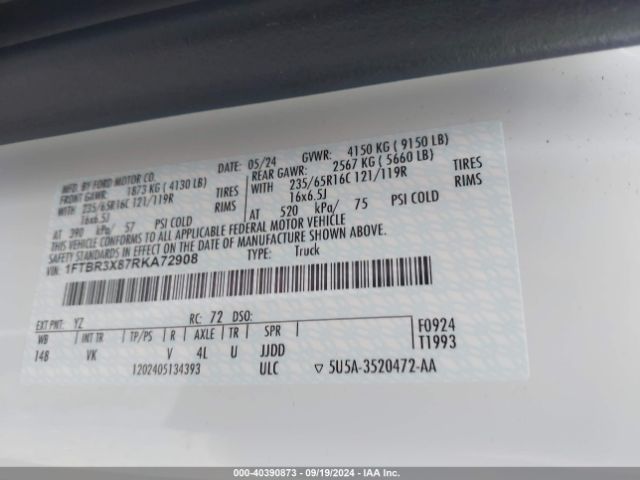 MFD. BY FORD MOTOR CO.
DATE: 05/24 GVWR: 4150 KG ( 9150 LB)
FRONT GAWR: 1873 KG ( 4130 LB)
REAR GAWR: 2567 KG ( 5660 LB)
WITH 235/65R16C 121/119R TIRES
WITH 235/65R16C 121/119R TIRES
16x6.5J RIMS
16x6.5J RIMS
AT 390 kPa/ 57 PSI COLD
AT 520 kPa/ 75 PSI COLD
THIS VEHICLE CONFORMS TO ALL APPLICABLE FEDERAL MOTOR VEHICLE
SAFETY STANDARDS IN EFFECT ON THE DATE OF MANUFACTURE SHOWN ABOVE.
VIN: 1FTBR3X87RKA72908 TYPE: Truck
EXT PNT: YZ RC: 72 DSO:
WB INT TR TP/PS R AXLE TR SPR
148 VK V 4L U JJDD
F0924
T1993
1202405134393 ULC ▽ 5U5A-3520472-AA
000-40390873 - 09/19/2024 - IAA Inc.